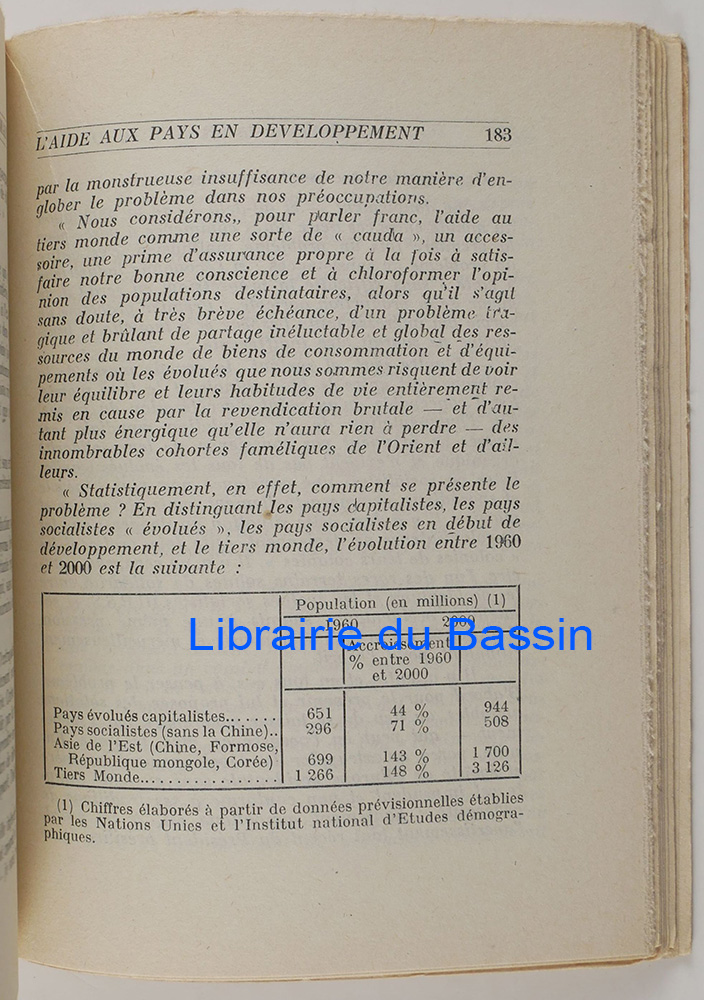 L'AIDE AUX PAYS EN DEVELOPPEMENT 183
par la monstrueuse insuffisance de notre manière d'en-
glober le problème dans nos préoccupations.
« Nous considérons,, pour parler franc, l'aide au
tiers monde comme une sorte de « cauda », un acces-
soire, une prime d'assurance propre à la fois à satis-
faire notre bonne conscience et à chloroformer l'opi-
nion des populations destinataires, alors qu'il s'agit
sans doute, à très brève échéance, d'un problème tra-
gique et brûlant de partage inéluctable et global des res-
sources du monde de biens de consommation et d'équi-
pements où les évolués que nous sommes risquent de voir
leur équilibre et leurs habitudes de vie entièrement re-
mis en cause par la revendication brutale — et d'au-
tant plus énergique qu'elle n'aura rien à perdre — des
innombrables cohortes faméliques de l'Orient et d'ail-
leurs.
« Statistiquement, en effet, comment se présente le
problème ? En distinguant les pays capitalistes, les pays
socialistes « évolués », les pays socialistes en début de
développement, et le tiers monde, l'évolution entre 1960
et 2000 est la suivante :
Population (en millions) (1)
1960 2000
Librairie du Bassin
Accroissement
% entre 1960
et 2000
Pays évolués capitalistes....... 651 44 % 944
Pays socialistes (sans la Chine).. 296 71 % 508
Asie de l'Est (Chine, Formose,
République mongole, Corée) 699 143 % 1 700
Tiers Monde................ 1 266 148 % 3 126
(1) Chiffres élaborés à partir de données prévisionnelles établies
par les Nations Unies et l'Institut national d'Etudes démogra-
phiques.